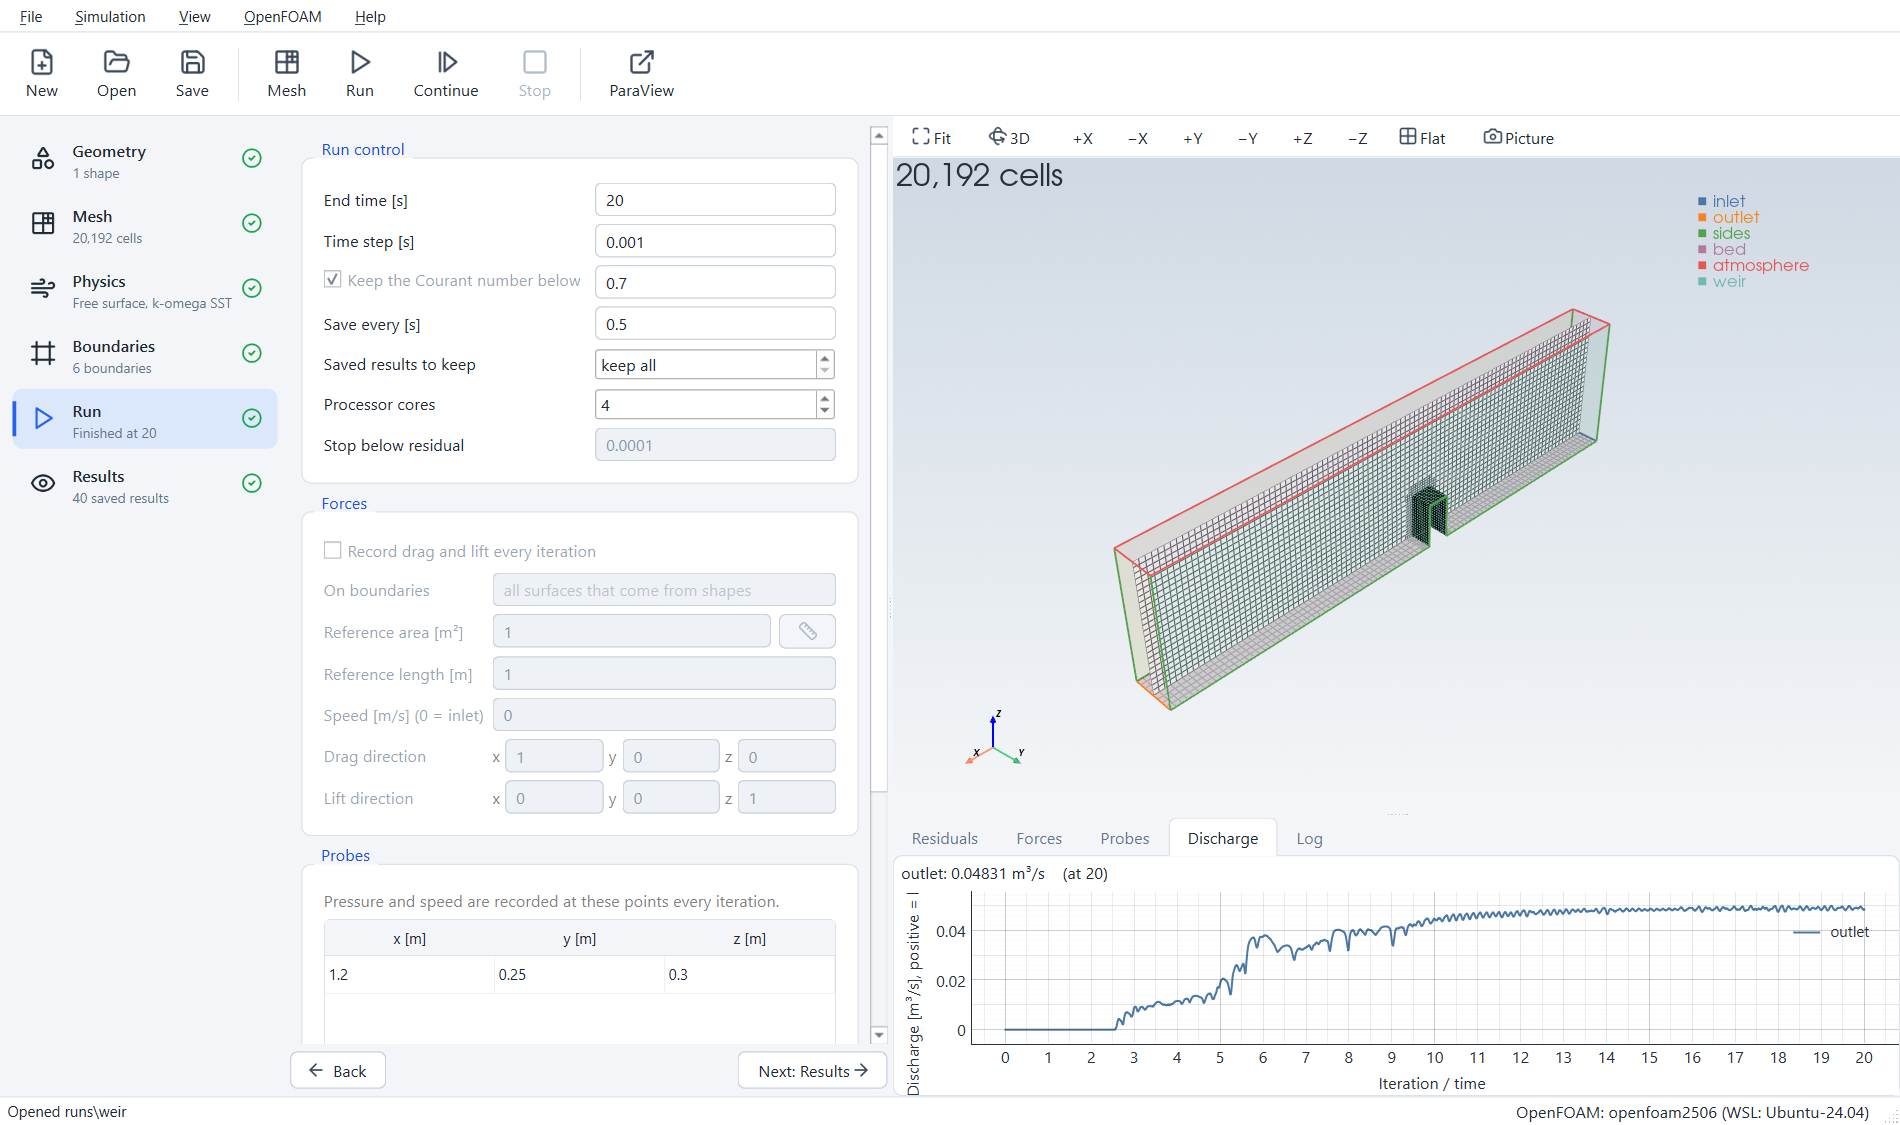 File Simulation View OpenFOAM Help
New Open Save Mesh Run Continue Stop ParaView
Geometry
1 shape
Mesh
20,192 cells
Physics
Free surface, k-omega SST
Boundaries
6 boundaries
Run
Finished at 20
Results
40 saved results
Run control
End time [s] 20
Time step [s] 0.001
Keep the Courant number below 0.7
Save every [s] 0.5
Saved results to keep keep all
Processor cores 4
Stop below residual 0.0001
Forces
Record drag and lift every iteration
On boundaries all surfaces that come from shapes
Reference area [m²] 1
Reference length [m] 1
Speed [m/s] (0 = inlet) 0
Drag direction x 1 y 0 z 0
Lift direction x 0 y 0 z 1
Probes
Pressure and speed are recorded at these points every iteration.
x [m] y [m] z [m]
1.2 0.25 0.3
Back Next: Results
Fit 3D +X −X +Y −Y +Z −Z Flat Picture
20,192 cells
inlet
outlet
sides
bed
atmosphere
weir
z
x Y
Residuals Forces Probes Discharge Log
outlet: 0.04831 m³/s (at 20)
Discharge [m³/s], positive = l
0.04
0.02
0
outlet
0 1 2 3 4 5 6 7 8 9 10 11 12 13 14 15 16 17 18 19 20
Iteration / time
Opened runs\weir OpenFOAM: openfoam2506 (WSL: Ubuntu-24.04)